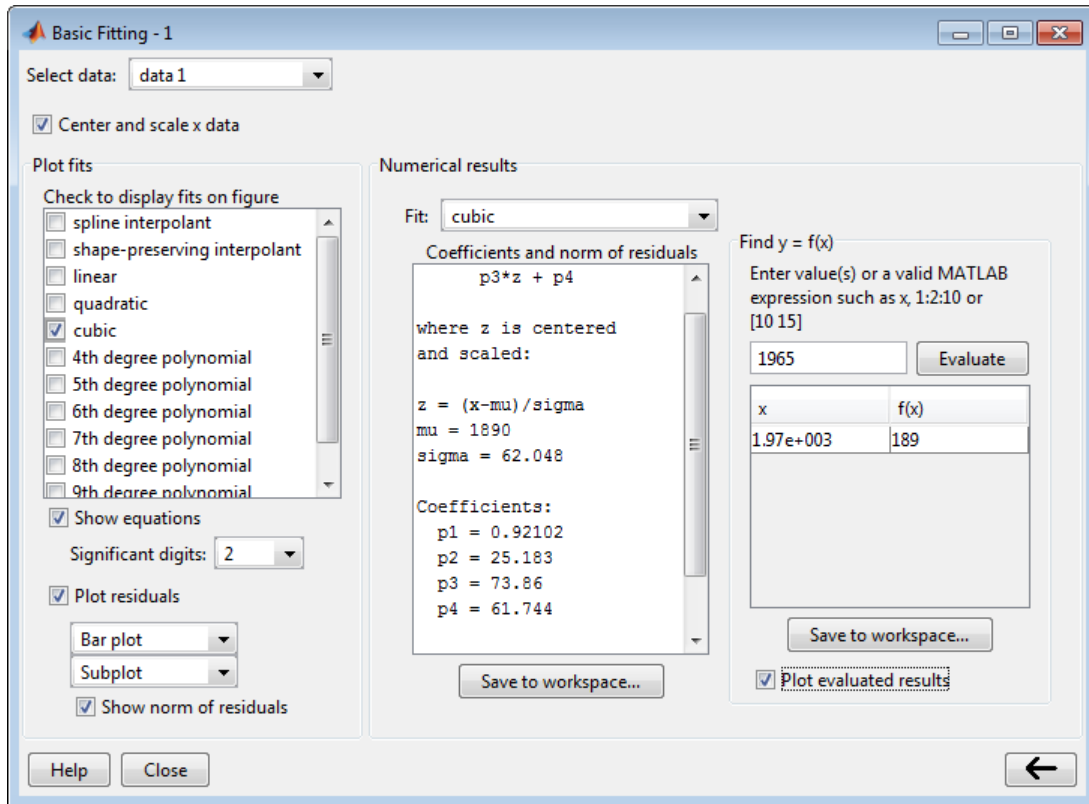 Basic Fitting - 1
Select data: data 1
Center and scale x data
Plot fits
Check to display fits on figure
spline interpolant
shape-preserving interpolant
linear
quadratic
cubic
4th degree polynomial
5th degree polynomial
6th degree polynomial
7th degree polynomial
8th degree polynomial
9th degree polynomial
Show equations
Significant digits: 2
Plot residuals
Bar plot
Subplot
Show norm of residuals
Numerical results
Fit: cubic
Coefficients and norm of residuals
p3*z + p4
where z is centered
and scaled:
z = (x-mu)/sigma
mu = 1890
sigma = 62.048
Coefficients:
p1 = 0.92102
p2 = 25.183
p3 = 73.86
p4 = 61.744
Save to workspace...
Find y = f(x)
Enter value(s) or a valid MATLAB
expression such as x, 1:2:10 or
[10 15]
1965 Evaluate
x f(x)
1.97e+003 189
Save to workspace...
Plot evaluated results
Help Close